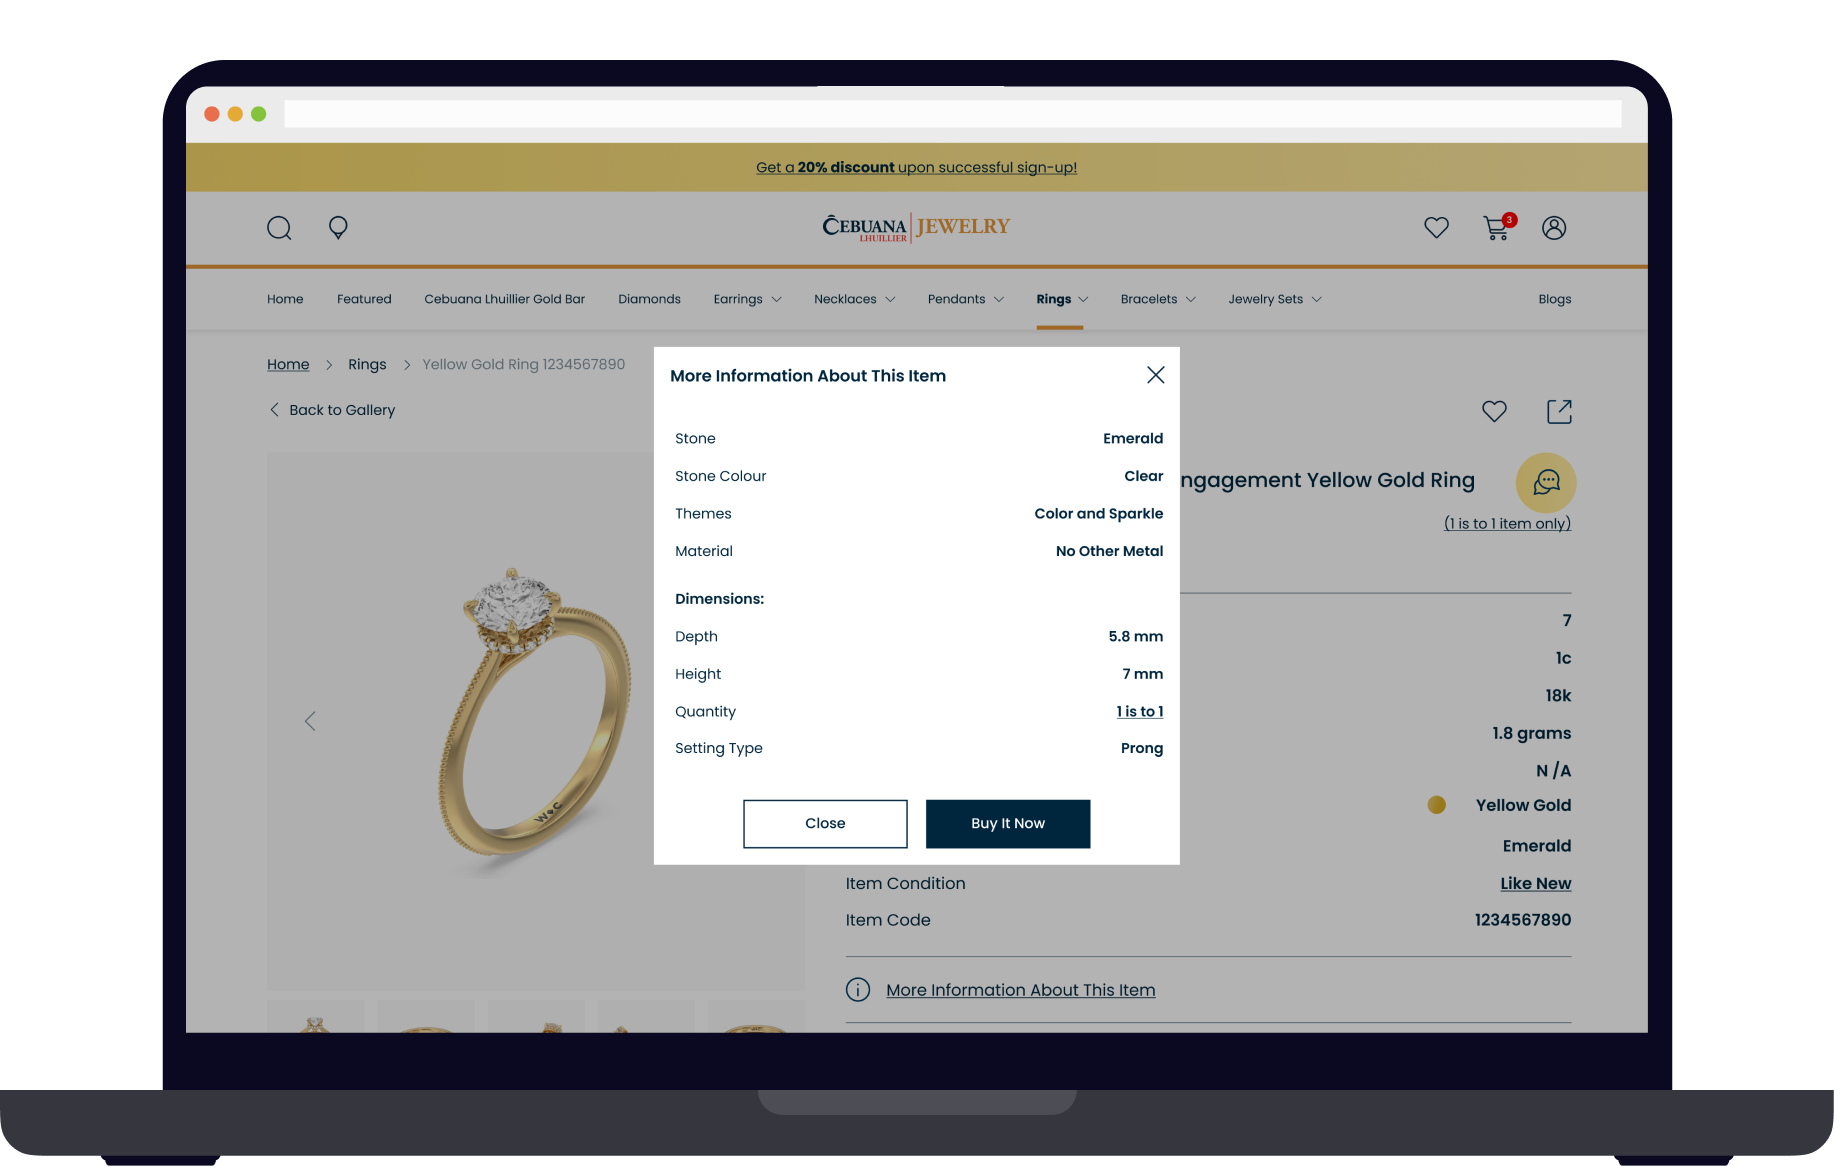 Get a 20% discount upon successful sign-up!
CEBUANA LHUILLIER JEWELRY
3
Home Featured Cebuana Lhuillier Gold Bar Diamonds Earrings Necklaces Pendants Rings Bracelets Jewelry Sets Blogs
Home > Rings > Yellow Gold Ring 1234567890
Back to Gallery
More Information About This Item
Stone Emerald
Stone Colour Clear
Themes Color and Sparkle
Material No Other Metal
Dimensions:
Depth 5.8 mm
Height 7 mm
Quantity 1 is to 1
Setting Type Prong
Close
Buy It Now
ngagement Yellow Gold Ring
(1 is to 1 item only)
7
1c
18k
1.8 grams
N /A
Yellow Gold
Emerald
Item Condition Like New
Item Code 1234567890
More Information About This Item
W♦C